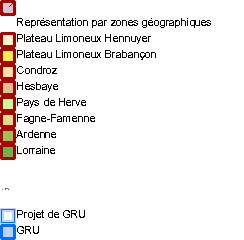 Représentation par zones géographiques
Plateau Limoneux Hennuyer
Plateau Limoneux Brabançon
Condroz
Hesbaye
Pays de Herve
Fagne-Famenne
Ardenne
Lorraine
Projet de GRU
GRU